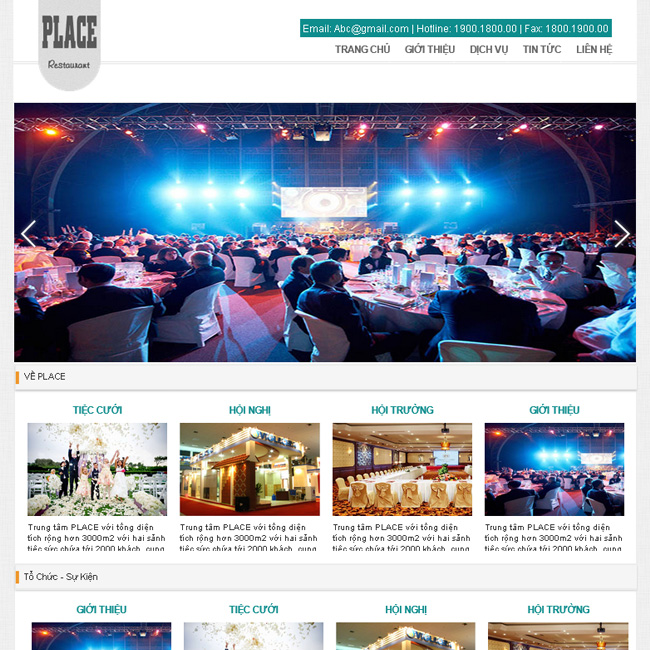 PLACE
Restaurant
Email: Abc@gmail.com | Hotline: 1900.1800.00 | Fax: 1800.1900.00
TRANG CHỦ GIỚI THIỆU DỊCH VỤ TIN TỨC LIÊN HỆ
VỀ PLACE
TIỆC CƯỚI HỘI NGHỊ HỘI TRƯỜNG GIỚI THIỆU
Trung tâm PLACE với tổng diện Trung tâm PLACE với tổng diện Trung tâm PLACE với tổng diện Trung tâm PLACE với tổng diện
tích rộng hơn 3000m2 với hai sảnh tích rộng hơn 3000m2 với hai sảnh tích rộng hơn 3000m2 với hai sảnh tích rộng hơn 3000m2 với hai sảnh
tiệc sức chứa tới 2000 khách, cung tiệc sức chứa tới 2000 khách, cung tiệc sức chứa tới 2000 khách, cung tiệc sức chứa tới 2000 khách, cung
Tổ Chức - Sự Kiện
GIỚI THIỆU TIỆC CƯỚI HỘI NGHỊ HỘI TRƯỜNG